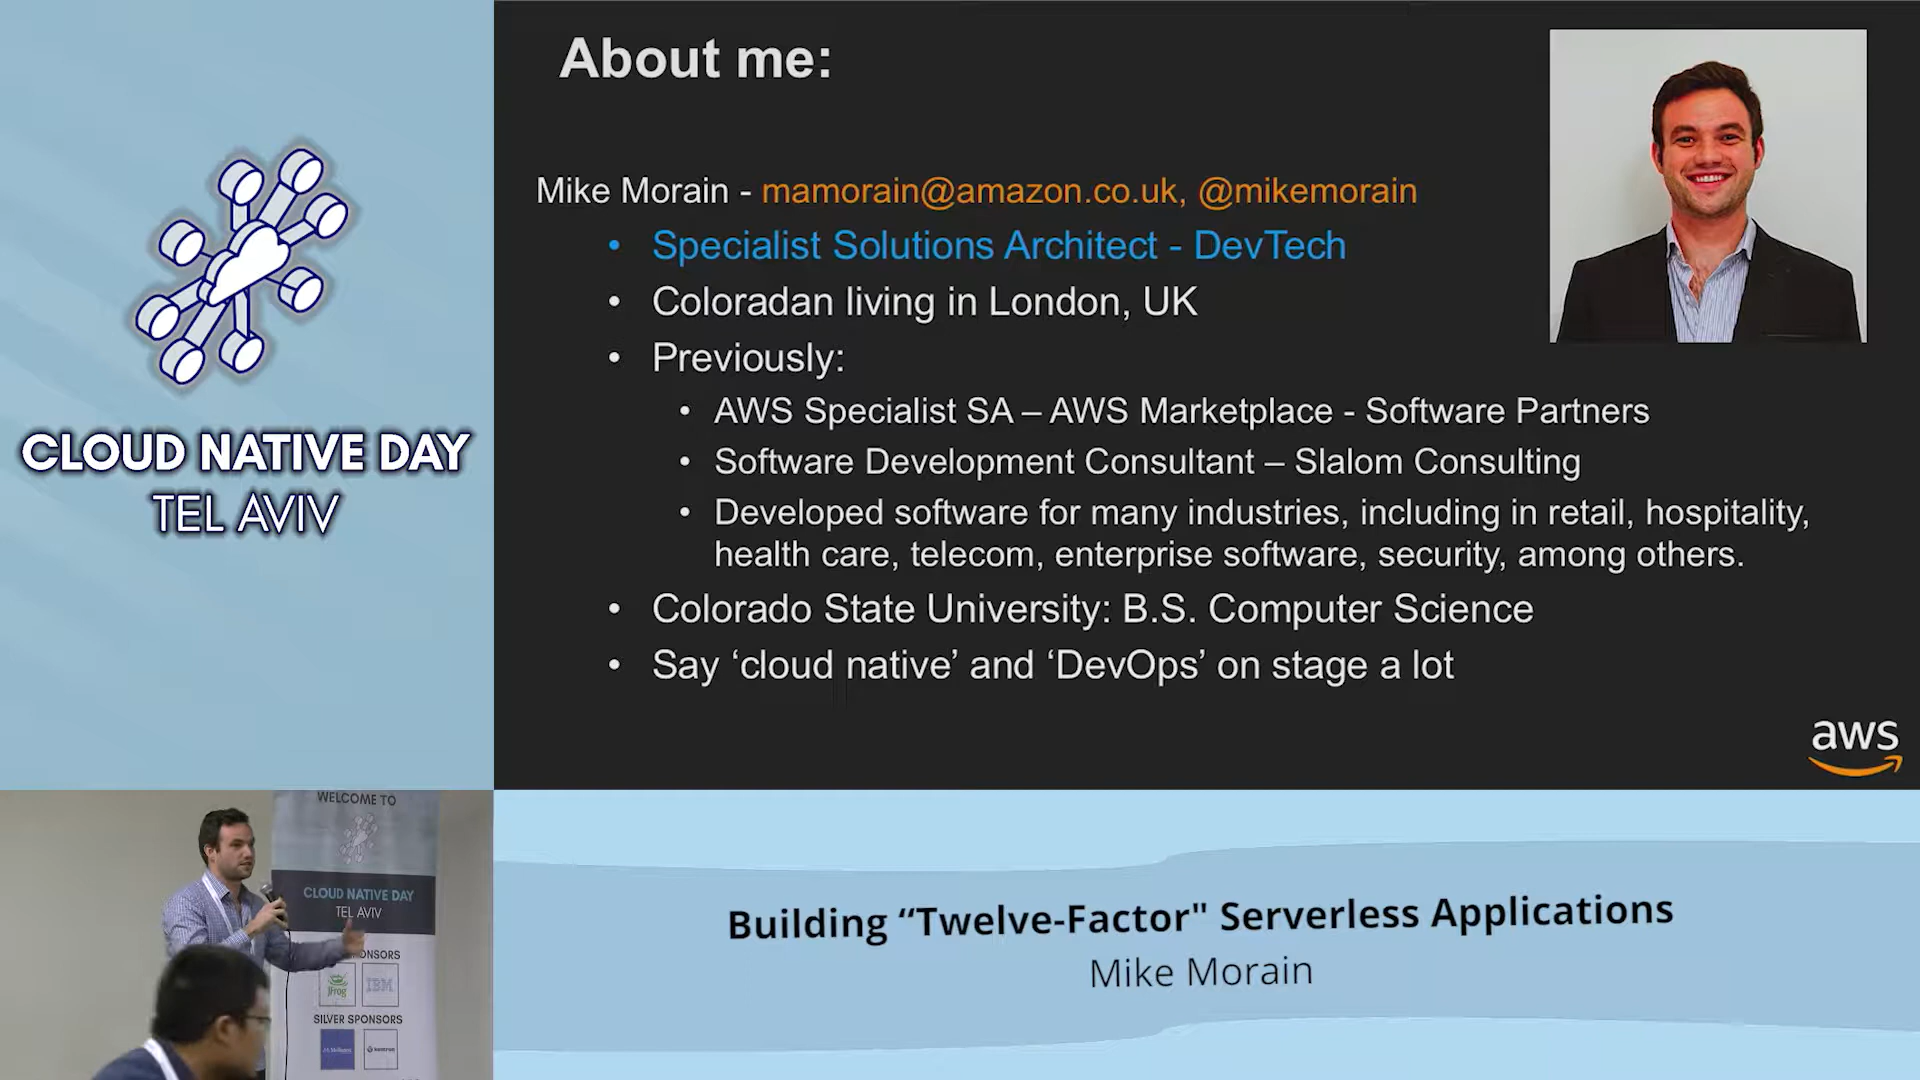 About me:
Mike Morain - mamorain@amazon.co.uk, @mikemorain
• Specialist Solutions Architect - DevTech
• Coloradan living in London, UK
• Previously:
• AWS Specialist SA – AWS Marketplace - Software Partners
• Software Development Consultant – Slalom Consulting
• Developed software for many industries, including in retail, hospitality,
health care, telecom, enterprise software, security, among others.
• Colorado State University: B.S. Computer Science
• Say ‘cloud native’ and ‘DevOps’ on stage a lot
aws
CLOUD NATIVE DAY
TEL AVIV
WELCOME TO
CLOUD NATIVE DAY
TEL AVIV
ONSORS
JFrog
IBM
SILVER SPONSORS
Building “Twelve-Factor" Serverless Applications
Mike Morain